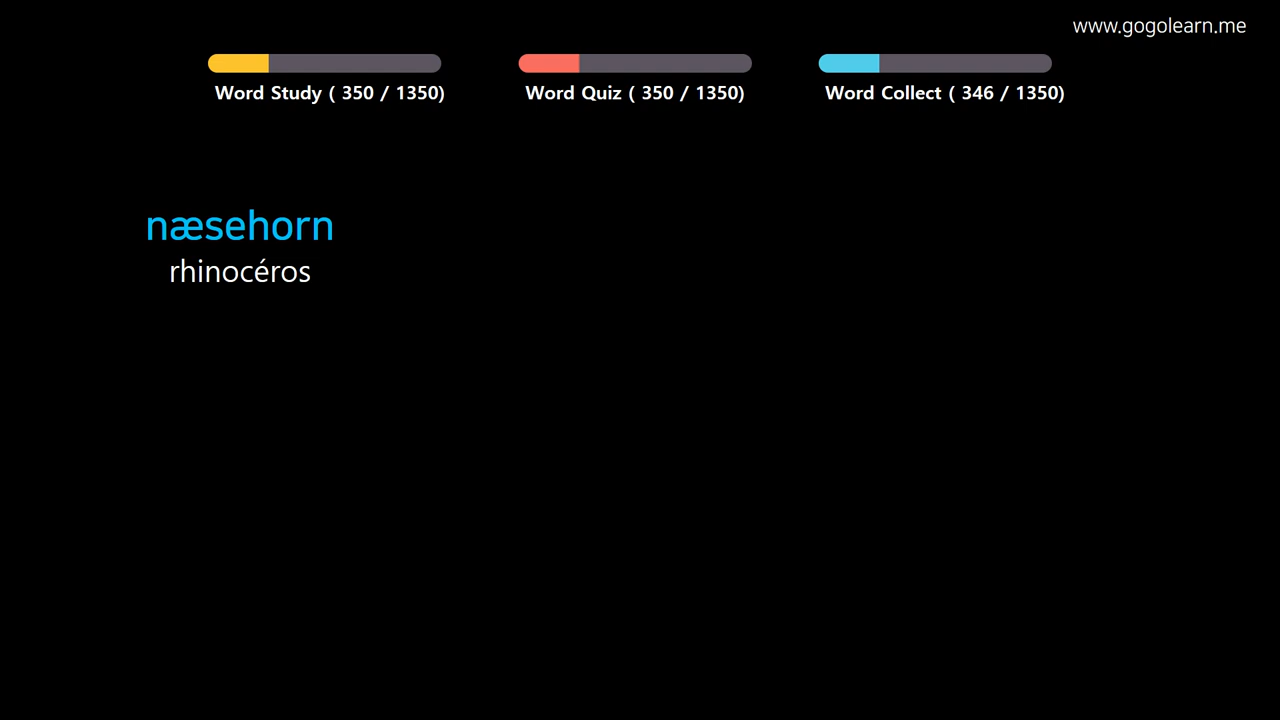 www.gogolearn.me
Word Study ( 350 / 1350)
Word Quiz ( 350 / 1350)
Word Collect ( 346 / 1350)
næsehorn
rhinocéros